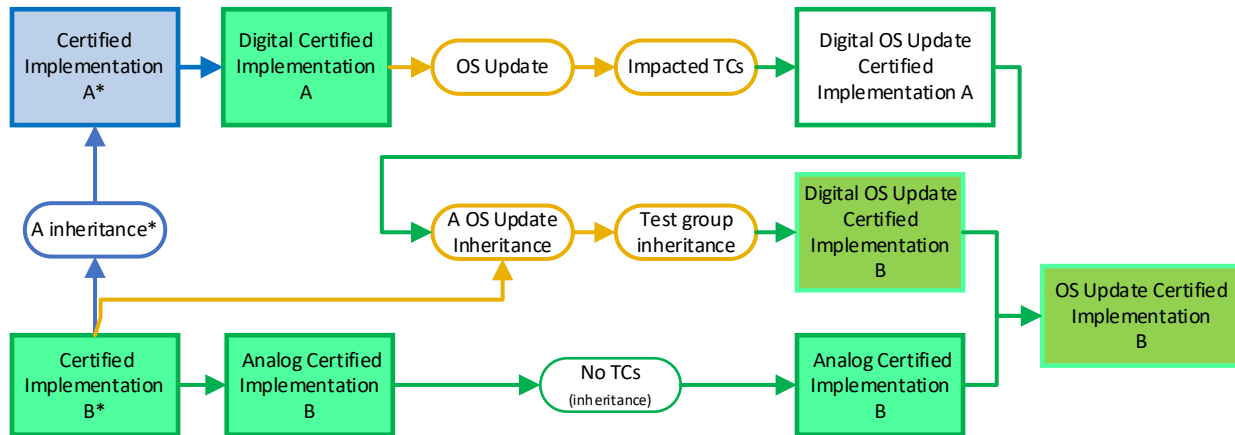 Certified
Implementation
A*
Digital Certified
Implementation
A
OS Update
Impacted TCs
Digital OS Update
Certified
Implementation A
A inheritance*
A OS Update
Inheritance
Test group
inheritance
Digital OS Update
Certified
Implementation
B
OS Update Certified
Implementation
B
Certified
Implementation
B*
Analog Certified
Implementation
B
No TCs
(inheritance)
Analog Certified
Implementation
B